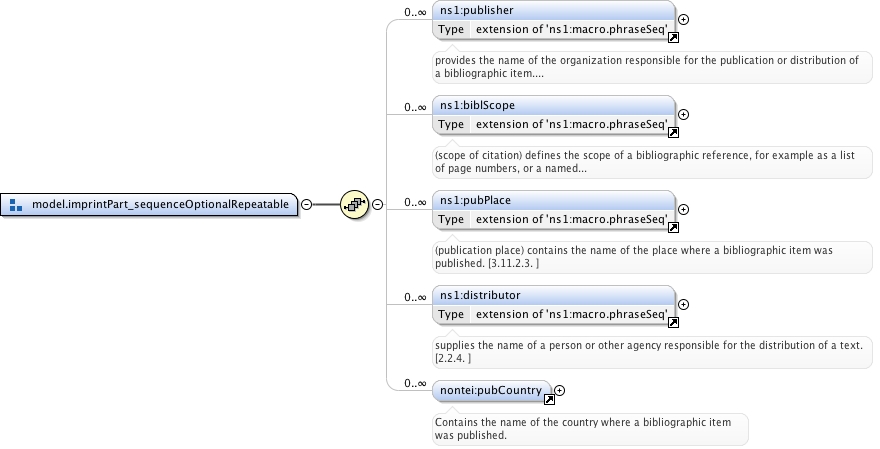 0..∞
ns1:publisher
Type extension of 'ns1:macro.phraseSeq'
provides the name of the organization responsible for the publication or distribution of
a bibliographic item....
0..∞
ns1:biblScope
Type extension of 'ns1:macro.phraseSeq'
(scope of citation) defines the scope of a bibliographic reference, for example as a list
of page numbers, or a named...
model.imprintPart_sequenceOptionalRepeatable
0..∞
ns1:pubPlace
Type extension of 'ns1:macro.phraseSeq'
(publication place) contains the name of the place where a bibliographic item was
published. [3.11.2.3. ]
0..∞
ns1:distributor
Type extension of 'ns1:macro.phraseSeq'
supplies the name of a person or other agency responsible for the distribution of a text.
[2.2.4. ]
0..∞
nontei:pubCountry
Contains the name of the country where a bibliographic item
was published.